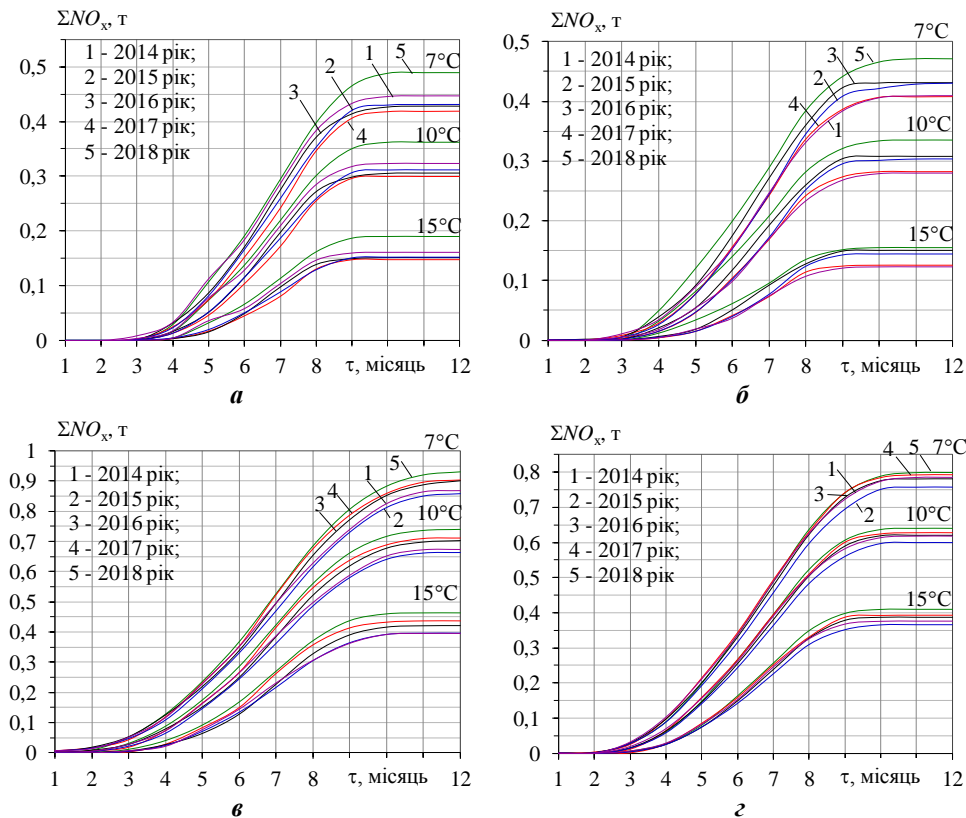 ΣNOx, т
1 - 2014 рік;
2 - 2015 рік;
3 - 2016 рік;
4 - 2017 рік;
5 - 2018 рік
2 1 5 7°C
3
4
10°C
15°C
0,5
0,4
0,3
0,2
0,1
0
1 2 3 4 5 6 7 8 τ, місяць 12
а
ΣNOx, т
1 - 2014 рік;
2 - 2015 рік;
3 - 2016 рік;
4 - 2017 рік;
5 - 2018 рік
3 5 7°C
2
4
1
10°C
15°C
0,5
0,4
0,3
0,2
0,1
0
1 2 3 4 5 6 7 8 τ, місяць 12
б
ΣNOx, т
1 - 2014 рік;
2 - 2015 рік;
3 - 2016 рік;
4 - 2017 рік;
5 - 2018 рік
5 7°C
1
4
3
2
10°C
15°C
1
0,9
0,8
0,7
0,6
0,5
0,4
0,3
0,2
0,1
0
1 2 3 4 5 6 7 8 τ, місяць 12
в
ΣNOx, т
1 - 2014 рік;
2 - 2015 рік;
3 - 2016 рік;
4 - 2017 рік;
5 - 2018 рік
4 5 7°C
1
3
2
10°C
15°C
0,8
0,7
0,6
0,5
0,4
0,3
0,2
0,1
0
1 2 3 4 5 6 7 8 τ, місяць 12
г